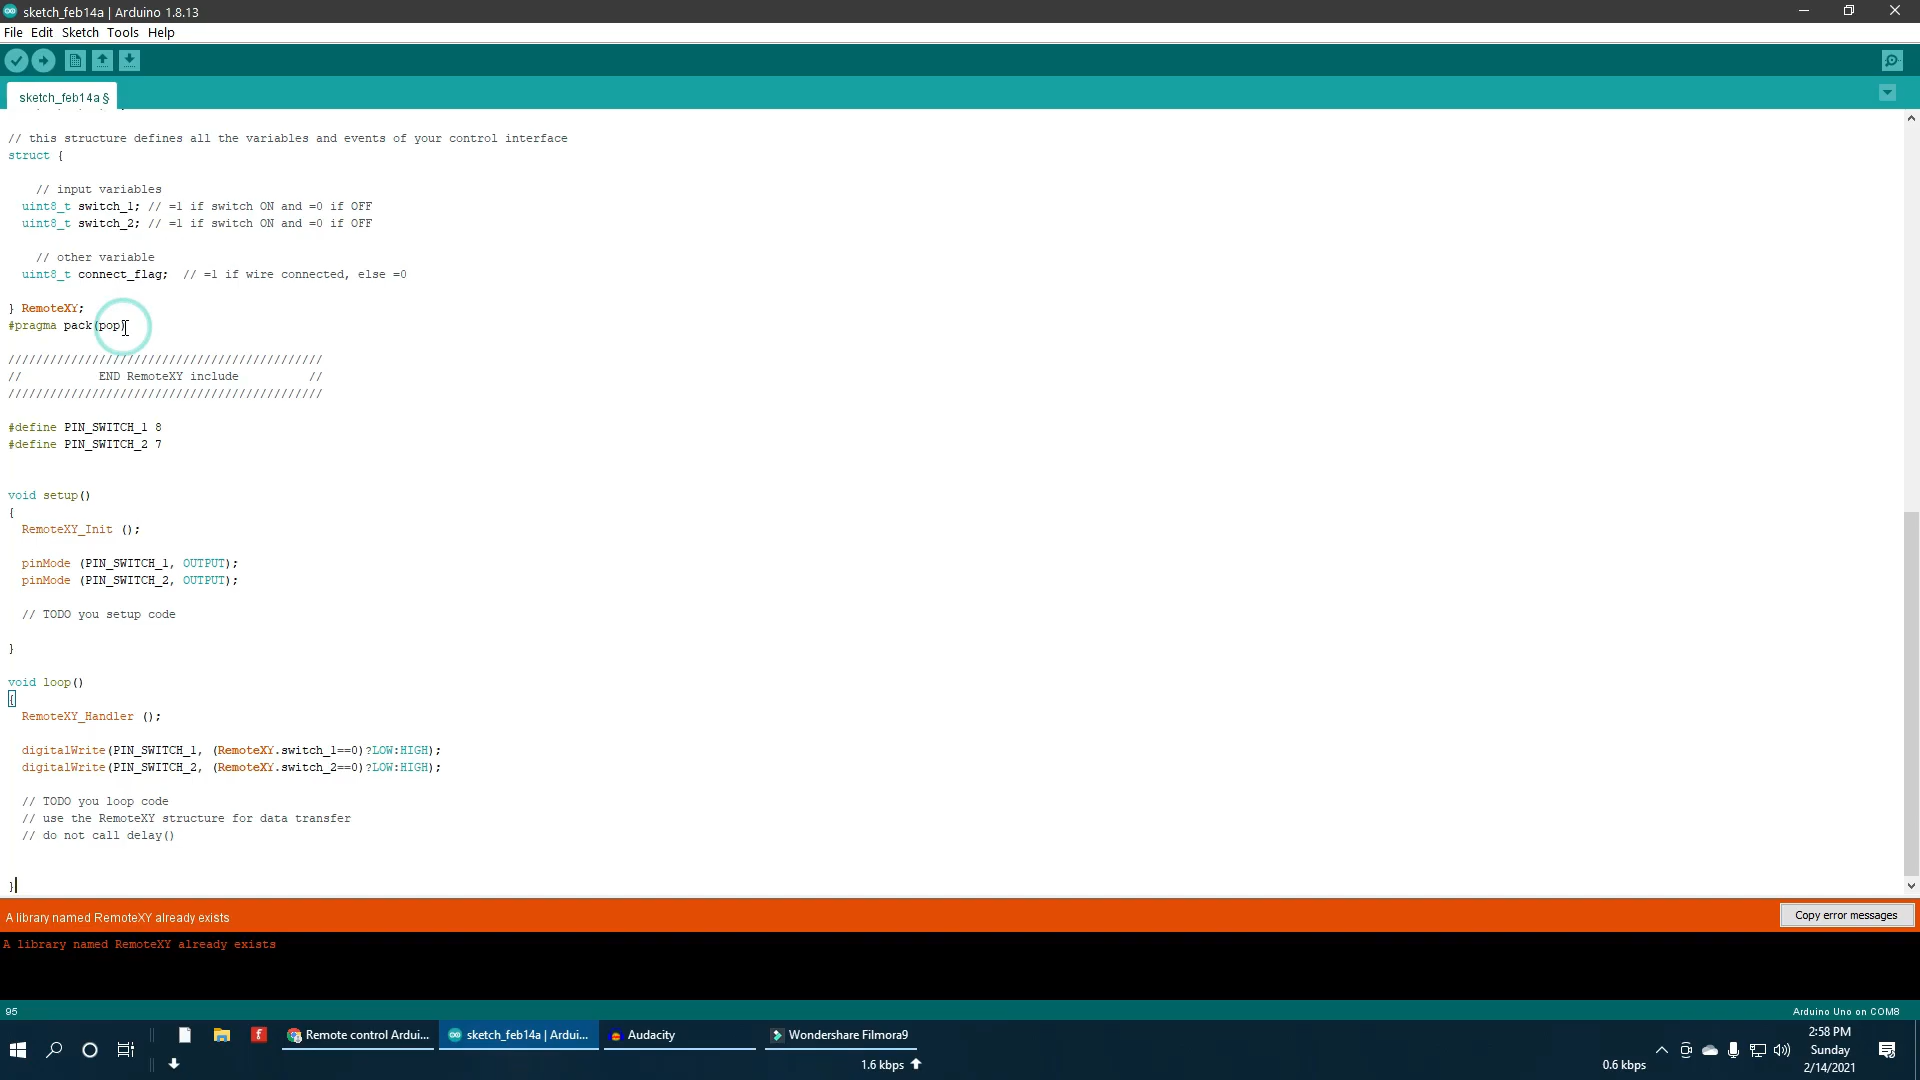 sketch_feb14a | Arduino 1.8.13
File Edit Sketch Tools Help
sketch_feb14a §
// this structure defines all the variables and events of your control interface
struct {
// input variables
uint8_t switch_1; // =1 if switch ON and =0 if OFF
uint8_t switch_2; // =1 if switch ON and =0 if OFF
// other variable
uint8_t connect_flag;  // =1 if wire connected, else =0
} RemoteXY;
#pragma pack(pop)
/////////////////////////////////////////////
//           END RemoteXY include          //
/////////////////////////////////////////////
#define PIN_SWITCH_1 8
#define PIN_SWITCH_2 7
void setup()
{
RemoteXY_Init ();
pinMode (PIN_SWITCH_1, OUTPUT);
pinMode (PIN_SWITCH_2, OUTPUT);
// TODO you setup code
}
void loop()
{
RemoteXY_Handler ();
digitalWrite(PIN_SWITCH_1, (RemoteXY.switch_1==0)?LOW:HIGH);
digitalWrite(PIN_SWITCH_2, (RemoteXY.switch_2==0)?LOW:HIGH);
// TODO you loop code
// use the RemoteXY structure for data transfer
// do not call delay()
}
A library named RemoteXY already exists
Copy error messages
A library named RemoteXY already exists
95
Arduino Uno on COM8
Remote control Ardui...
sketch_feb14a | Ardui...
Audacity
Wondershare Filmora9
1.6 kbps
0.6 kbps
2:58 PM
Sunday
2/14/2021